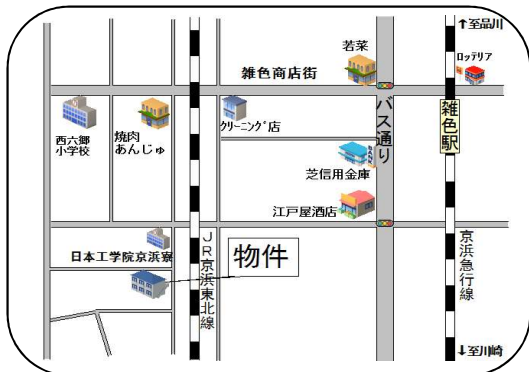 ↑至品川
若菜
ロッテリア
雑色商店街
クリーニング店
西六郷
小学校
焼肉
あんじゅ
バス通り
雑色駅
芝信用金庫
BANK
江戸屋酒店
日本工学院京浜寮
JR京浜東北線
物件
京浜急行線
↓至川崎